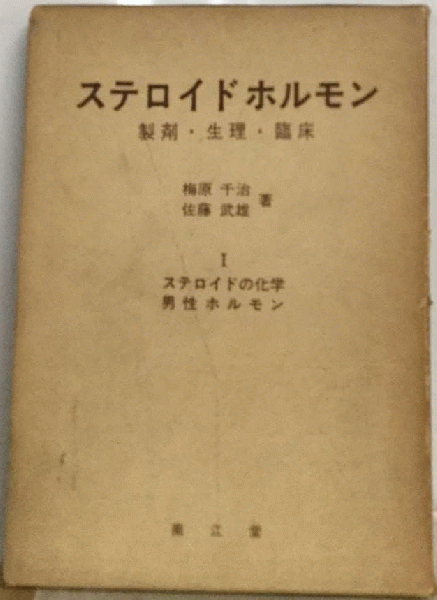 ステロイドホルモン
製剤・生理・臨床
梅原 千治
佐藤 武雄
著
I
ステロイドの化学
男性ホルモン
南江堂